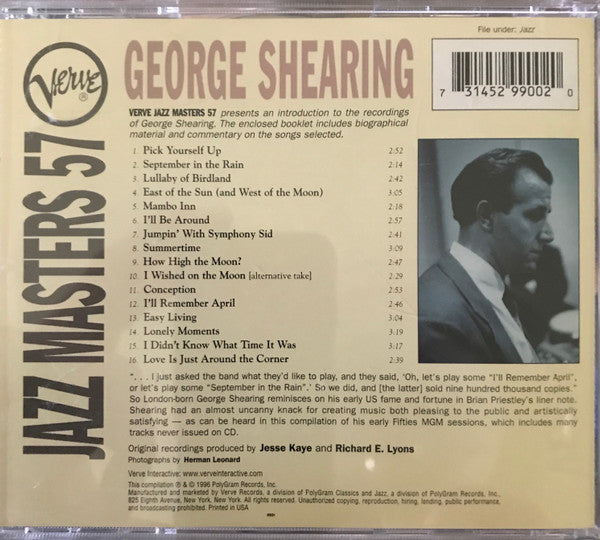 File under: Jazz
Verve®
GEORGE SHEARING
7 31452 99002 0
JAZZ MASTERS 57
VERVE JAZZ MASTERS 57 presents an introduction to the recordings
of George Shearing. The enclosed booklet includes biographical
material and commentary on the songs selected.
1. Pick Yourself Up 2:52
2. September in the Rain 2:14
3. Lullaby of Birdland 2:42
4. East of the Sun (and West of the Moon) 3:05
5. Mambo Inn 2:18
6. I'll Be Around 2:57
7. Jumpin' With Symphony Sid 2:41
8. Summertime 3:09
9. How High the Moon? 2:47
10. I Wished on the Moon [alternative take] 2:29
11. Conception 2:53
12. I'll Remember April 2:46
13. Easy Living 3:04
14. Lonely Moments 3:19
15. I Didn't Know What Time It Was 3:17
16. Love Is Just Around the Corner 2:39
“. . . I just asked the band what they'd like to play, and they said, ‘Oh, let's play some “I'll Remember April”,
or let's play some “September in the Rain”.’ So we did, and [the latter] sold nine hundred thousand copies.”
So London-born George Shearing reminisces on his early US fame and fortune in Brian Priestley's liner note.
Shearing had an almost uncanny knack for creating music both pleasing to the public and artistically
satisfying — as can be heard in this compilation of his early Fifties MGM sessions, which includes many
tracks never issued on CD.
Original recordings produced by Jesse Kaye and Richard E. Lyons
Photographs by Herman Leonard
Verve Interactive: www.verveinteractive.com
This compilation ℗ & © 1996 PolyGram Records, Inc.
Manufactured and marketed by Verve Records, a division of PolyGram Classics and Jazz, a division of PolyGram Records, Inc.,
825 Eighth Avenue, New York, New York. All rights reserved. Unauthorized copying, reproduction, hiring, lending, public performance,
and broadcasting prohibited. Printed in USA